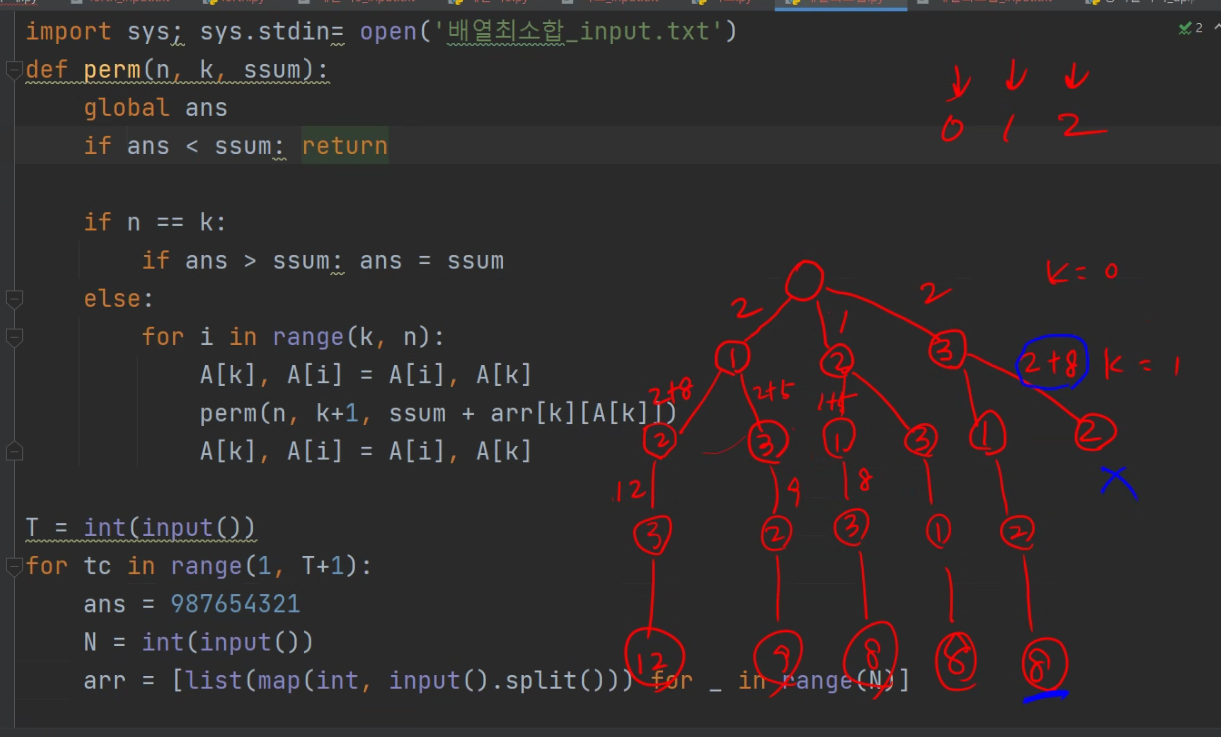 import sys; sys.stdin= open('배열최소합_input.txt')
2
def perm(n, k, ssum):
global ans
0 1 2
if ans < ssum: return
if n == k:
if ans > ssum: ans = ssum
k = 0
else:
2 1 2
for i in range(k, n):
1 2 3
2+8 k = 1
A[k], A[i] = A[i], A[k]
2+8 2+5 1+5
perm(n, k+1, ssum + arr[k][A[k]])
2 3 1 3 1 2
A[k], A[i] = A[i], A[k]
12 9 8
T = int(input())
3 2 3 1 2
for tc in range(1, T+1):
ans = 987654321
N = int(input())
12 9 8 8 8
arr = [list(map(int, input().split())) for _ in range(N)]